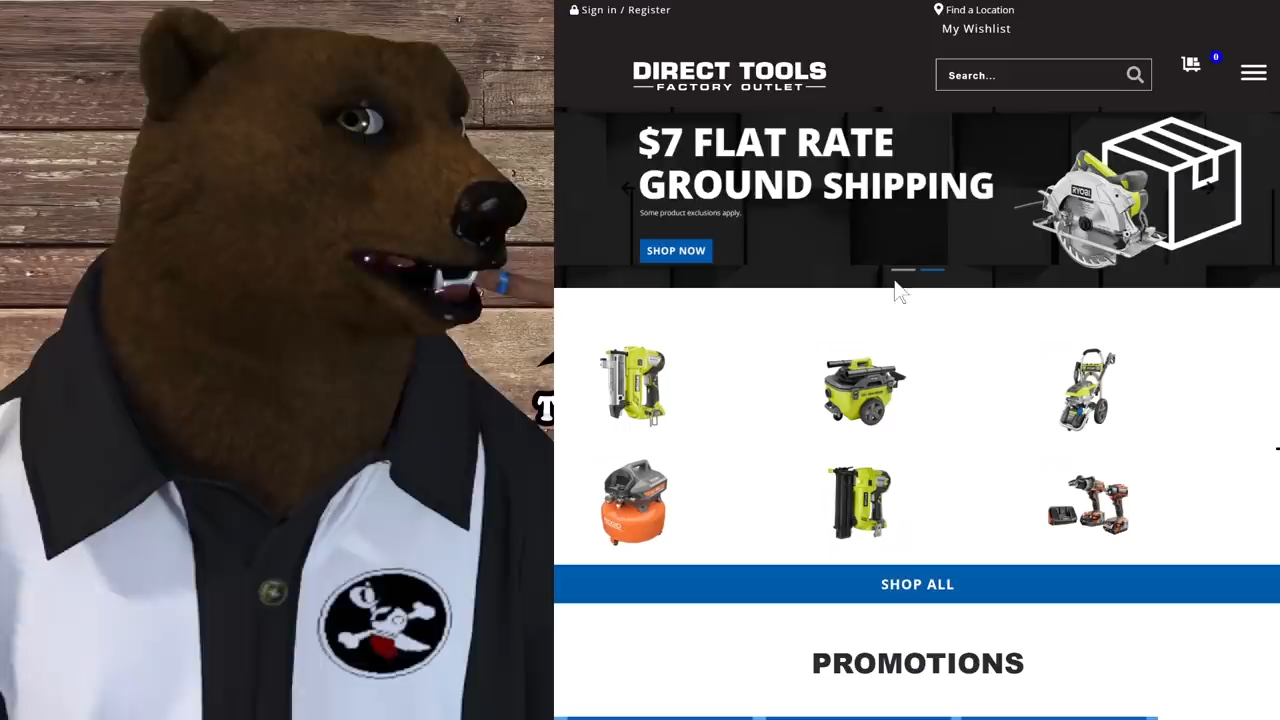 Sign in / Register
Find a Location
My Wishlist
DIRECT TOOLS
FACTORY OUTLET
Search...
0
$7 FLAT RATE
GROUND SHIPPING
Some product exclusions apply.
SHOP NOW
RYOBI
SHOP ALL
PROMOTIONS